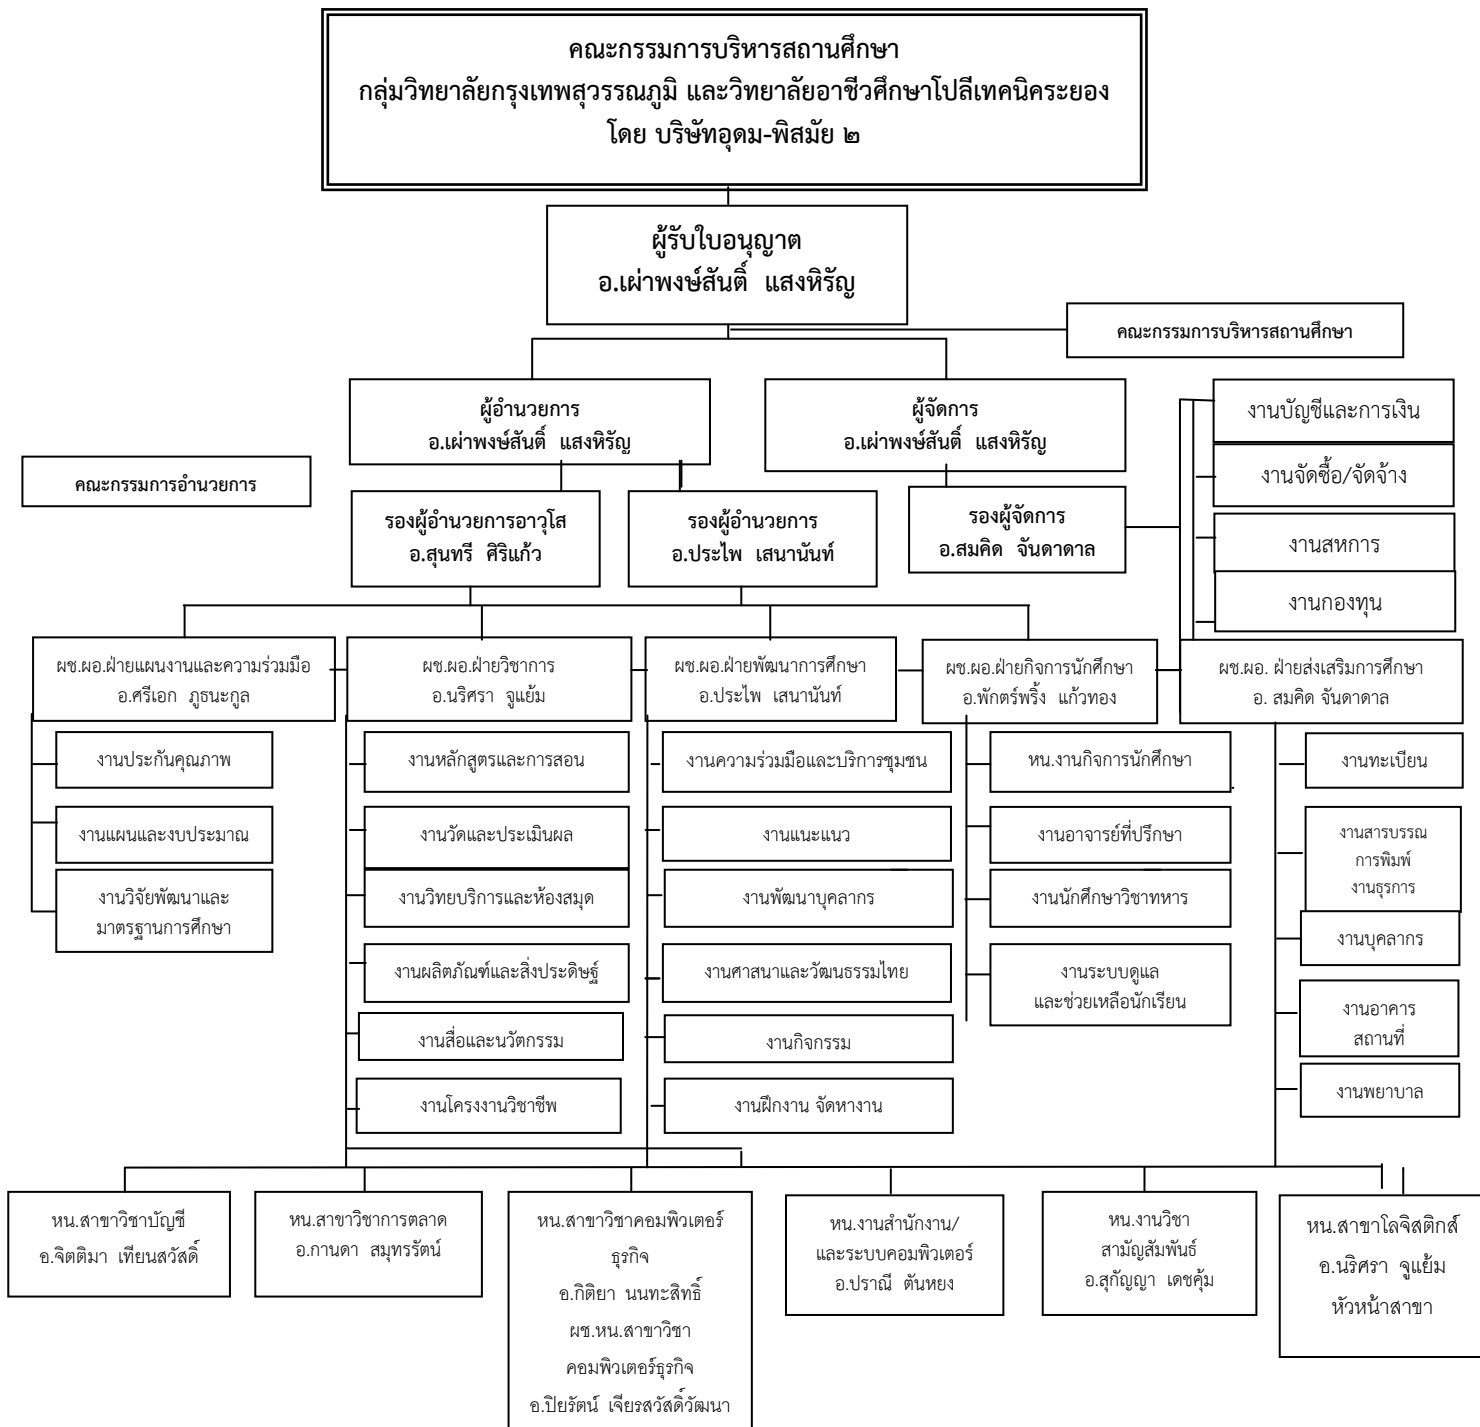 คณะกรรมการบริหารสถานศึกษา
กลุ่มวิทยาลัยกรุงเทพสุวรรณภูมิ และวิทยาลัยอาชีวศึกษาโปลีเทคนิคระยอง
โดย บริษัทอุดม-พิสมัย ๒
ผู้รับใบอนุญาต
อ.เผ่าพงษ์สันติ์ แสงหิรัญ
คณะกรรมการบริหารสถานศึกษา
ผู้อำนวยการ
อ.เผ่าพงษ์สันติ์ แสงหิรัญ
ผู้จัดการ
อ.เผ่าพงษ์สันติ์ แสงหิรัญ
งานบัญชีและการเงิน
งานจัดซื้อ/จัดจ้าง
งานสหการ
งานกองทุน
คณะกรรมการอำนวยการ
รองผู้อำนวยการอาวุโส
อ.สุนทรี ศิริแก้ว
รองผู้อำนวยการ
อ.ประไพ เสนานันท์
รองผู้จัดการ
อ.สมคิด จันดาดาล
ผช.ผอ.ฝ่ายแผนงานและความร่วมมือ
อ.ศรีเอก ภูธนะกูล
ผช.ผอ.ฝ่ายวิชาการ
อ.นริศรา จูแย้ม
ผช.ผอ.ฝ่ายพัฒนาการศึกษา
อ.ประไพ เสนานันท์
ผช.ผอ.ฝ่ายกิจการนักศึกษา
อ.พักตร์พริ้ง แก้วทอง
ผช.ผอ. ฝ่ายส่งเสริมการศึกษา
อ. สมคิด จันดาดาล
งานประกันคุณภาพ
งานแผนและงบประมาณ
งานวิจัยพัฒนาและ
มาตรฐานการศึกษา
งานหลักสูตรและการสอน
งานวัดและประเมินผล
งานวิทยบริการและห้องสมุด
งานผลิตภัณฑ์และสิ่งประดิษฐ์
งานสื่อและนวัตกรรม
งานโครงงานวิชาชีพ
งานความร่วมมือและบริการชุมชน
งานแนะแนว
งานพัฒนาบุคลากร
งานศาสนาและวัฒนธรรมไทย
งานกิจกรรม
งานฝึกงาน จัดหางาน
หน.งานกิจการนักศึกษา
งานอาจารย์ที่ปรึกษา
งานนักศึกษาวิชาทหาร
งานระบบดูแล
และช่วยเหลือนักเรียน
งานทะเบียน
งานสารบรรณ
การพิมพ์
งานธุรการ
งานบุคลากร
งานอาคาร
สถานที่
งานพยาบาล
หน.สาขาวิชาบัญชี
อ.จิตติมา เทียนสวัสดิ์
หน.สาขาวิชาการตลาด
อ.กานดา สมุทรรัตน์
หน.สาขาวิชาคอมพิวเตอร์
ธุรกิจ
อ.กิติยา นนทะสิทธิ์
ผช.หน.สาขาวิชา
คอมพิวเตอร์ธุรกิจ
อ.ปิยรัตน์ เจียรสวัสดิ์วัฒนา
หน.งานสำนักงาน/
และระบบคอมพิวเตอร์
อ.ปราณี ตันหยง
หน.งานวิชา
สามัญสัมพันธ์
อ.สุกัญญา เดชคุ้ม
หน.สาขาโลจิสติกส์
อ.นริศรา จูแย้ม
หัวหน้าสาขา